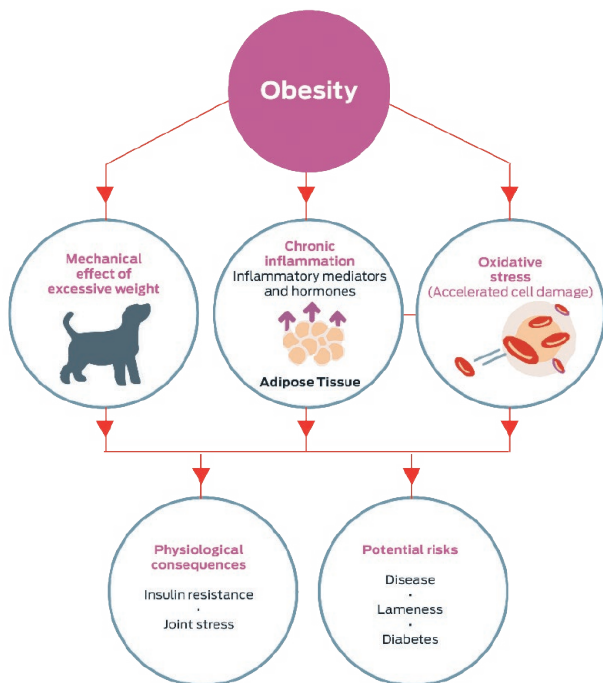 Obesity
Mechanical
effect of
excessive weight
Chronic
inflammation
Inflammatory mediators
and hormones
Adipose Tissue
Oxidative
stress
(Accelerated cell damage)
Physiological
consequences
Insulin resistance
·
Joint stress
Potential risks
Disease
·
Lameness
·
Diabetes